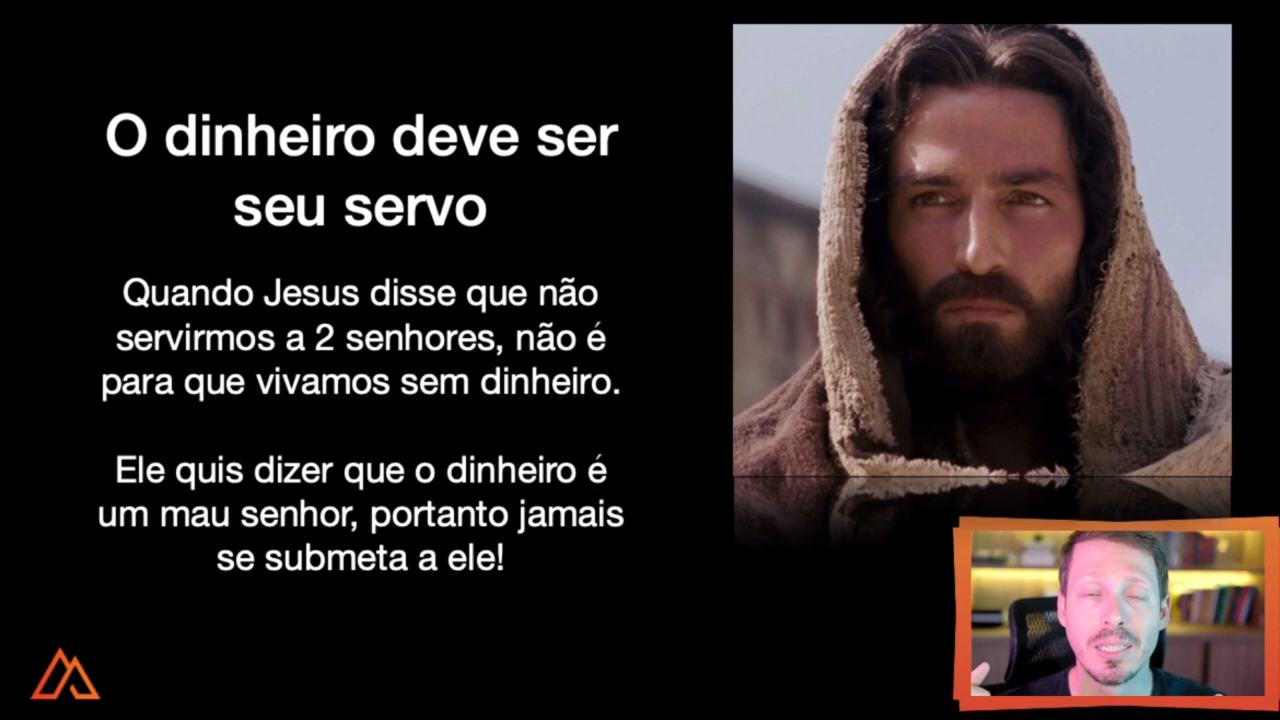 O dinheiro deve ser
seu servo
Quando Jesus disse que não
servirmos a 2 senhores, não é
para que vivamos sem dinheiro.
Ele quis dizer que o dinheiro é
um mau senhor, portanto jamais
se submeta a ele!